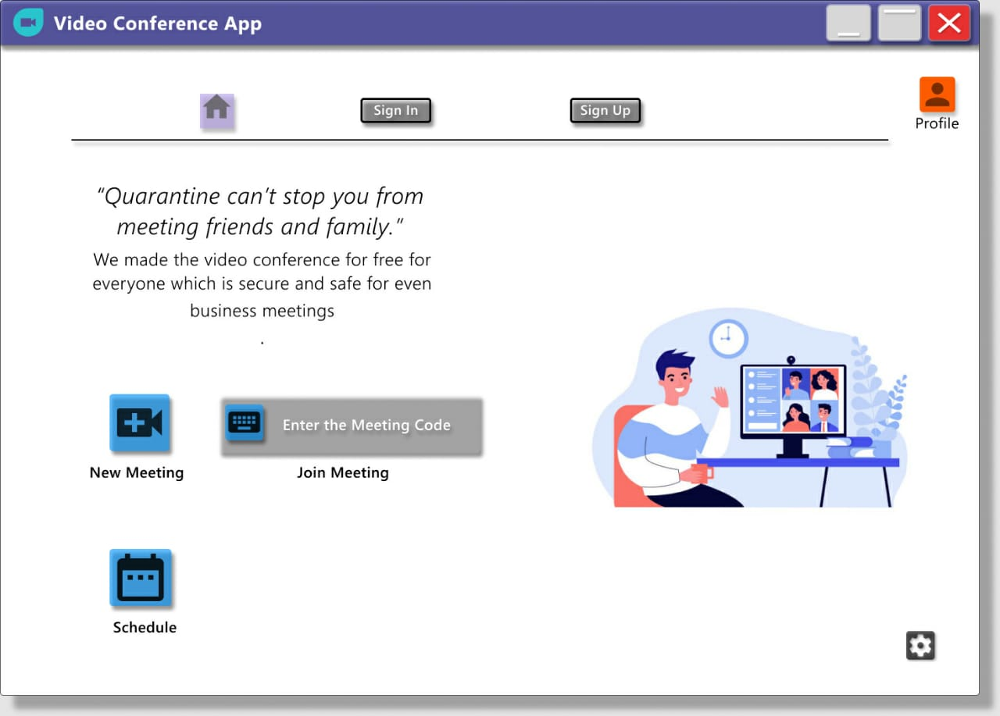 Video Conference App
Sign In
Sign Up
Profile
“Quarantine can't stop you from
meeting friends and family.”
We made the video conference for free for
everyone which is secure and safe for even
business meetings
.
Enter the Meeting Code
New Meeting
Join Meeting
Schedule